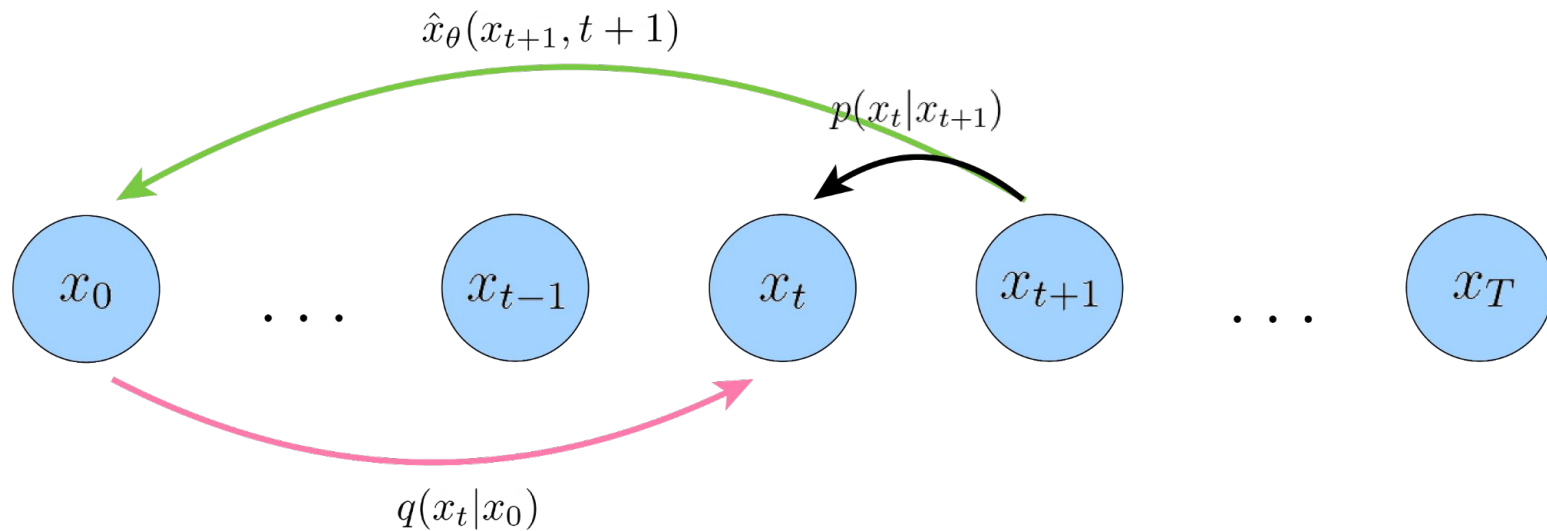 x̂_θ(x_{t+1}, t + 1)
p(x_t|x_{t+1})
x_0 ... x_{t−1} x_t x_{t+1} ... x_T
q(x_t|x_0)